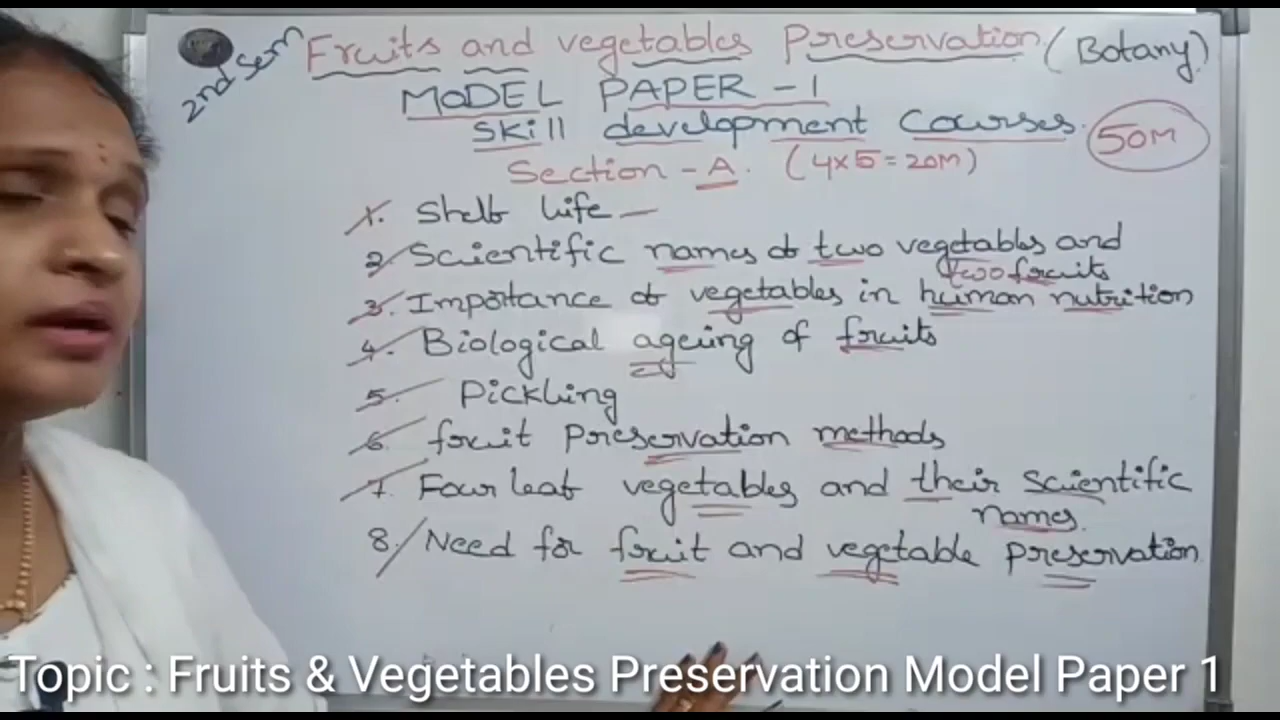 2nd Sem
Fruits and vegetables Preservation (Botany)
MODEL PAPER - 1
Skill development Courses.
50M
Section - A. (4x5=20M)
1. Shelf life
2. Scientific names of two vegetables and
two fruits
3. Importance of vegetables in human nutrition
4. Biological ageing of fruits
5. Pickling
6. fruit preservation methods
7. Four leaf vegetables and their scientific
names.
8. Need for fruit and vegetable preservation
Topic : Fruits & Vegetables Preservation Model Paper 1